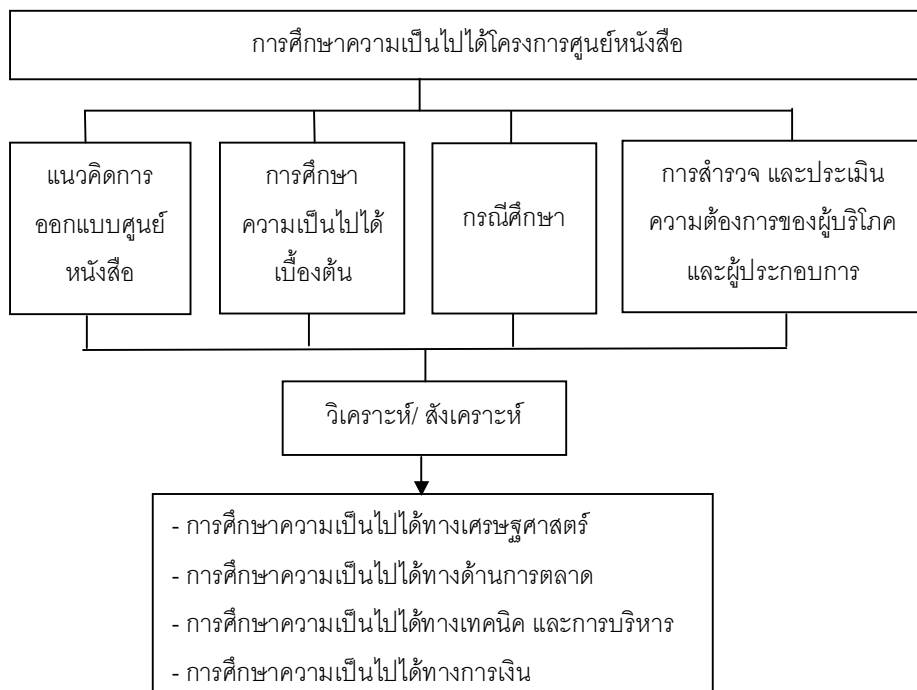 การศึกษาความเป็นไปได้โครงการศูนย์หนังสือ
แนวคิดการ
ออกแบบศูนย์
หนังสือ
การศึกษา
ความเป็นไปได้
เบื้องต้น
กรณีศึกษา
การสำรวจ และประเมิน
ความต้องการของผู้บริโภค
และผู้ประกอบการ
วิเคราะห์/ สังเคราะห์
- การศึกษาความเป็นไปได้ทางเศรษฐศาสตร์
- การศึกษาความเป็นไปได้ทางด้านการตลาด
- การศึกษาความเป็นไปได้ทางเทคนิค และการบริหาร
- การศึกษาความเป็นไปได้ทางการเงิน